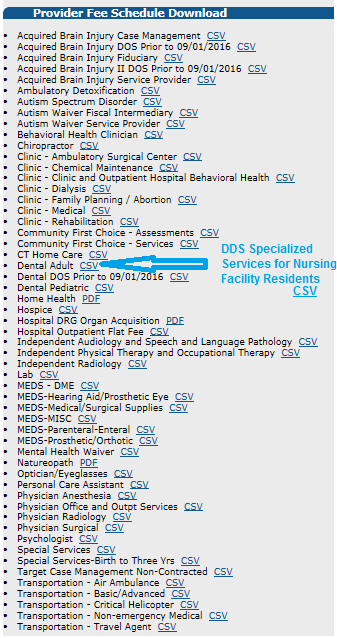 Provider Fee Schedule Download
Acquired Brain Injury Case Management CSV
Acquired Brain Injury DOS Prior to 09/01/2016 CSV
Acquired Brain Injury Fiduciary CSV
Acquired Brain Injury II DOS Prior to 09/01/2016 CSV
Acquired Brain Injury Service Provider CSV
Ambulatory Detoxification CSV
Autism Spectrum Disorder CSV
Autism Waiver Fiscal Intermediary CSV
Autism Waiver Service Provider CSV
Behavioral Health Clinician CSV
Chiropractor CSV
Clinic - Ambulatory Surgical Center CSV
Clinic - Chemical Maintenance CSV
Clinic - Clinic and Outpatient Hospital Behavioral Health CSV
Clinic - Dialysis CSV
Clinic - Family Planning / Abortion CSV
Clinic - Medical CSV
Clinic - Rehabilitation CSV
Community First Choice - Assessments CSV
Community First Choice - Services CSV
CT Home Care CSV
Dental Adult CSV
Dental DOS Prior to 09/01/2016 CSV
Dental Pediatric CSV
Home Health PDF
Hospice CSV
Hospital DRG Organ Acquisition PDF
Hospital Outpatient Flat Fee CSV
Independent Audiology and Speech and Language Pathology CSV
Independent Physical Therapy and Occupational Therapy CSV
Independent Radiology CSV
Lab CSV
MEDS - DME CSV
MEDS-Hearing Aid/Prosthetic Eye CSV
MEDS-Medical/Surgical Supplies CSV
MEDS-MISC CSV
MEDS-Parenteral-Enteral CSV
MEDS-Prosthetic/Orthotic CSV
Mental Health Waiver CSV
Natureopath PDF
Optician/Eyeglasses CSV
Personal Care Assistant CSV
Physician Anesthesia CSV
Physician Office and Outpt Services CSV
Physician Radiology CSV
Physician Surgical CSV
Psychologist CSV
Special Services CSV
Special Services-Birth to Three Yrs CSV
Target Case Management Non-Contracted CSV
Transportation - Air Ambulance CSV
Transportation - Basic/Advanced CSV
Transportation - Critical Helicopter CSV
Transportation - Non-emergency Medical CSV
Transportation - Travel Agent CSV
DDS Specialized
Services for Nursing
Facility Residents
CSV